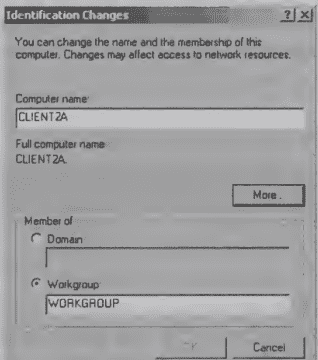 Identification Changes
You can change the name and the membership of this
computer. Changes may affect access to network resources.
Computer name:
CLIENT2A
Full computer name:
CLIENT2A.
More...
Member of
Domain
Workgroup
WORKGROUP
Cancel